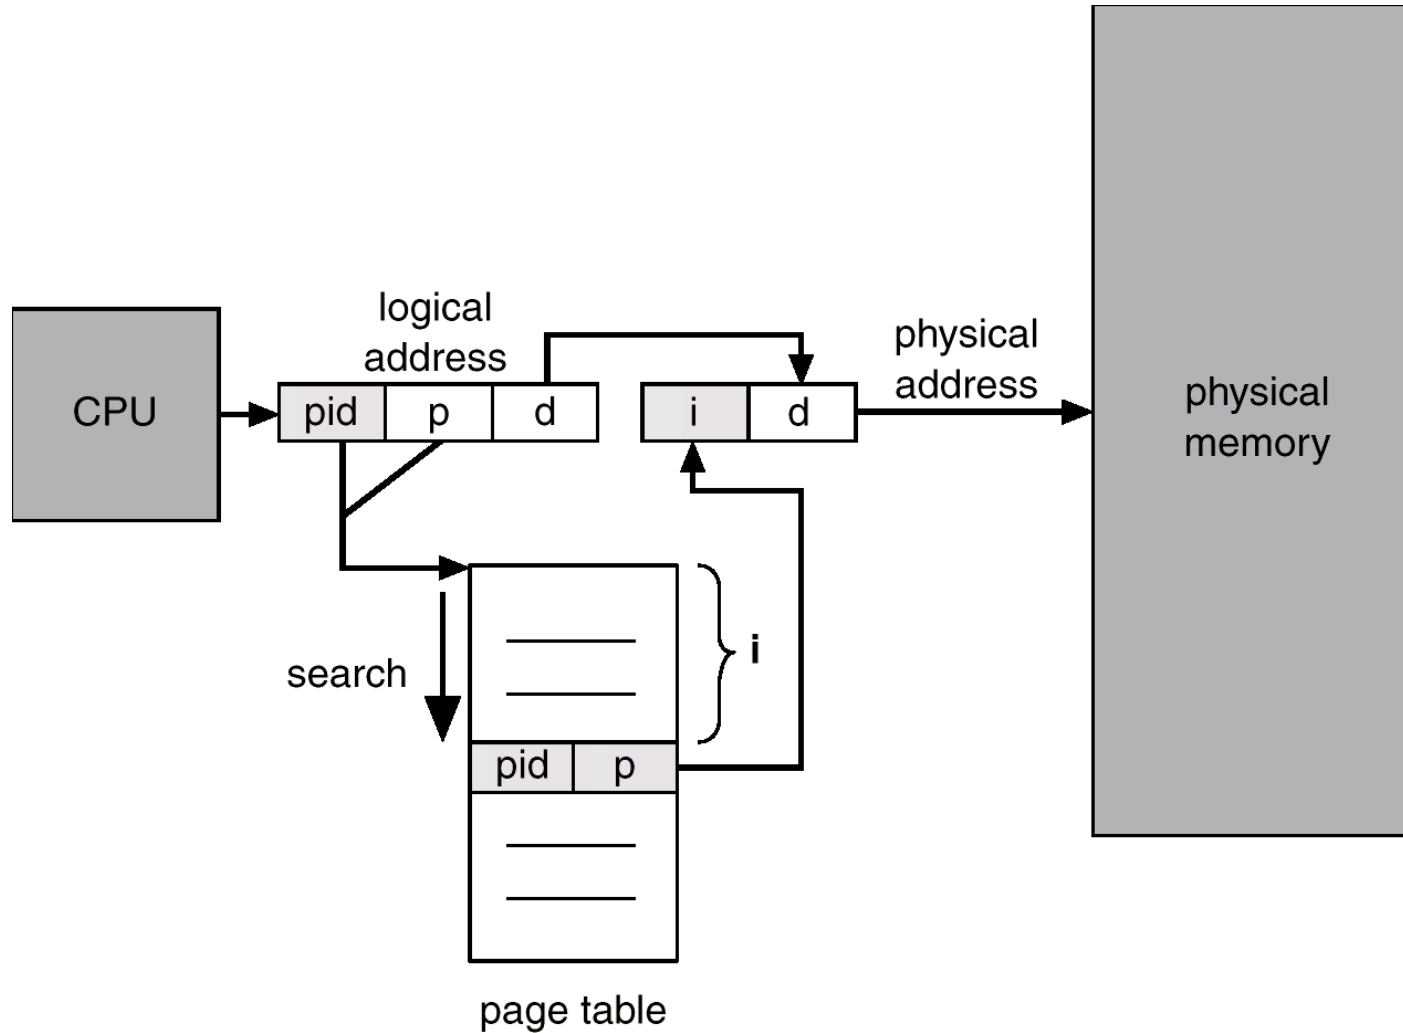 logical
address
physical
address
CPU
pid
p
d
i
d
physical
memory
search
i
pid
p
page table